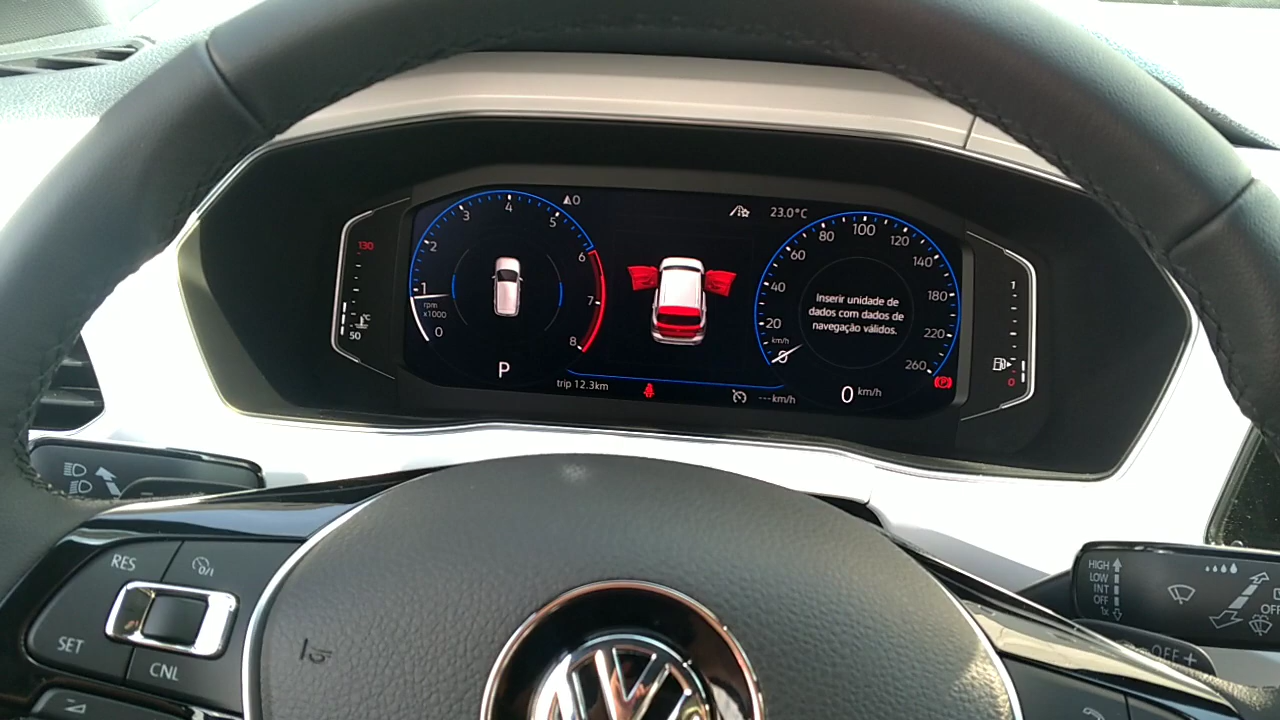 4
3
5
2
6
1
7
0
8
rpm
x1000
P
0
130
°C
50
23.0°C
trip 12.3km
--- km/h
100
80
120
60
140
40
180
20
220
0
260
km/h
Inserir unidade de
dados com dados de
navegação válidos.
0 km/h
(P)
1
0
RES
SET
CNL
HIGH
LOW
INT
OFF
1x
OFF
OFF +